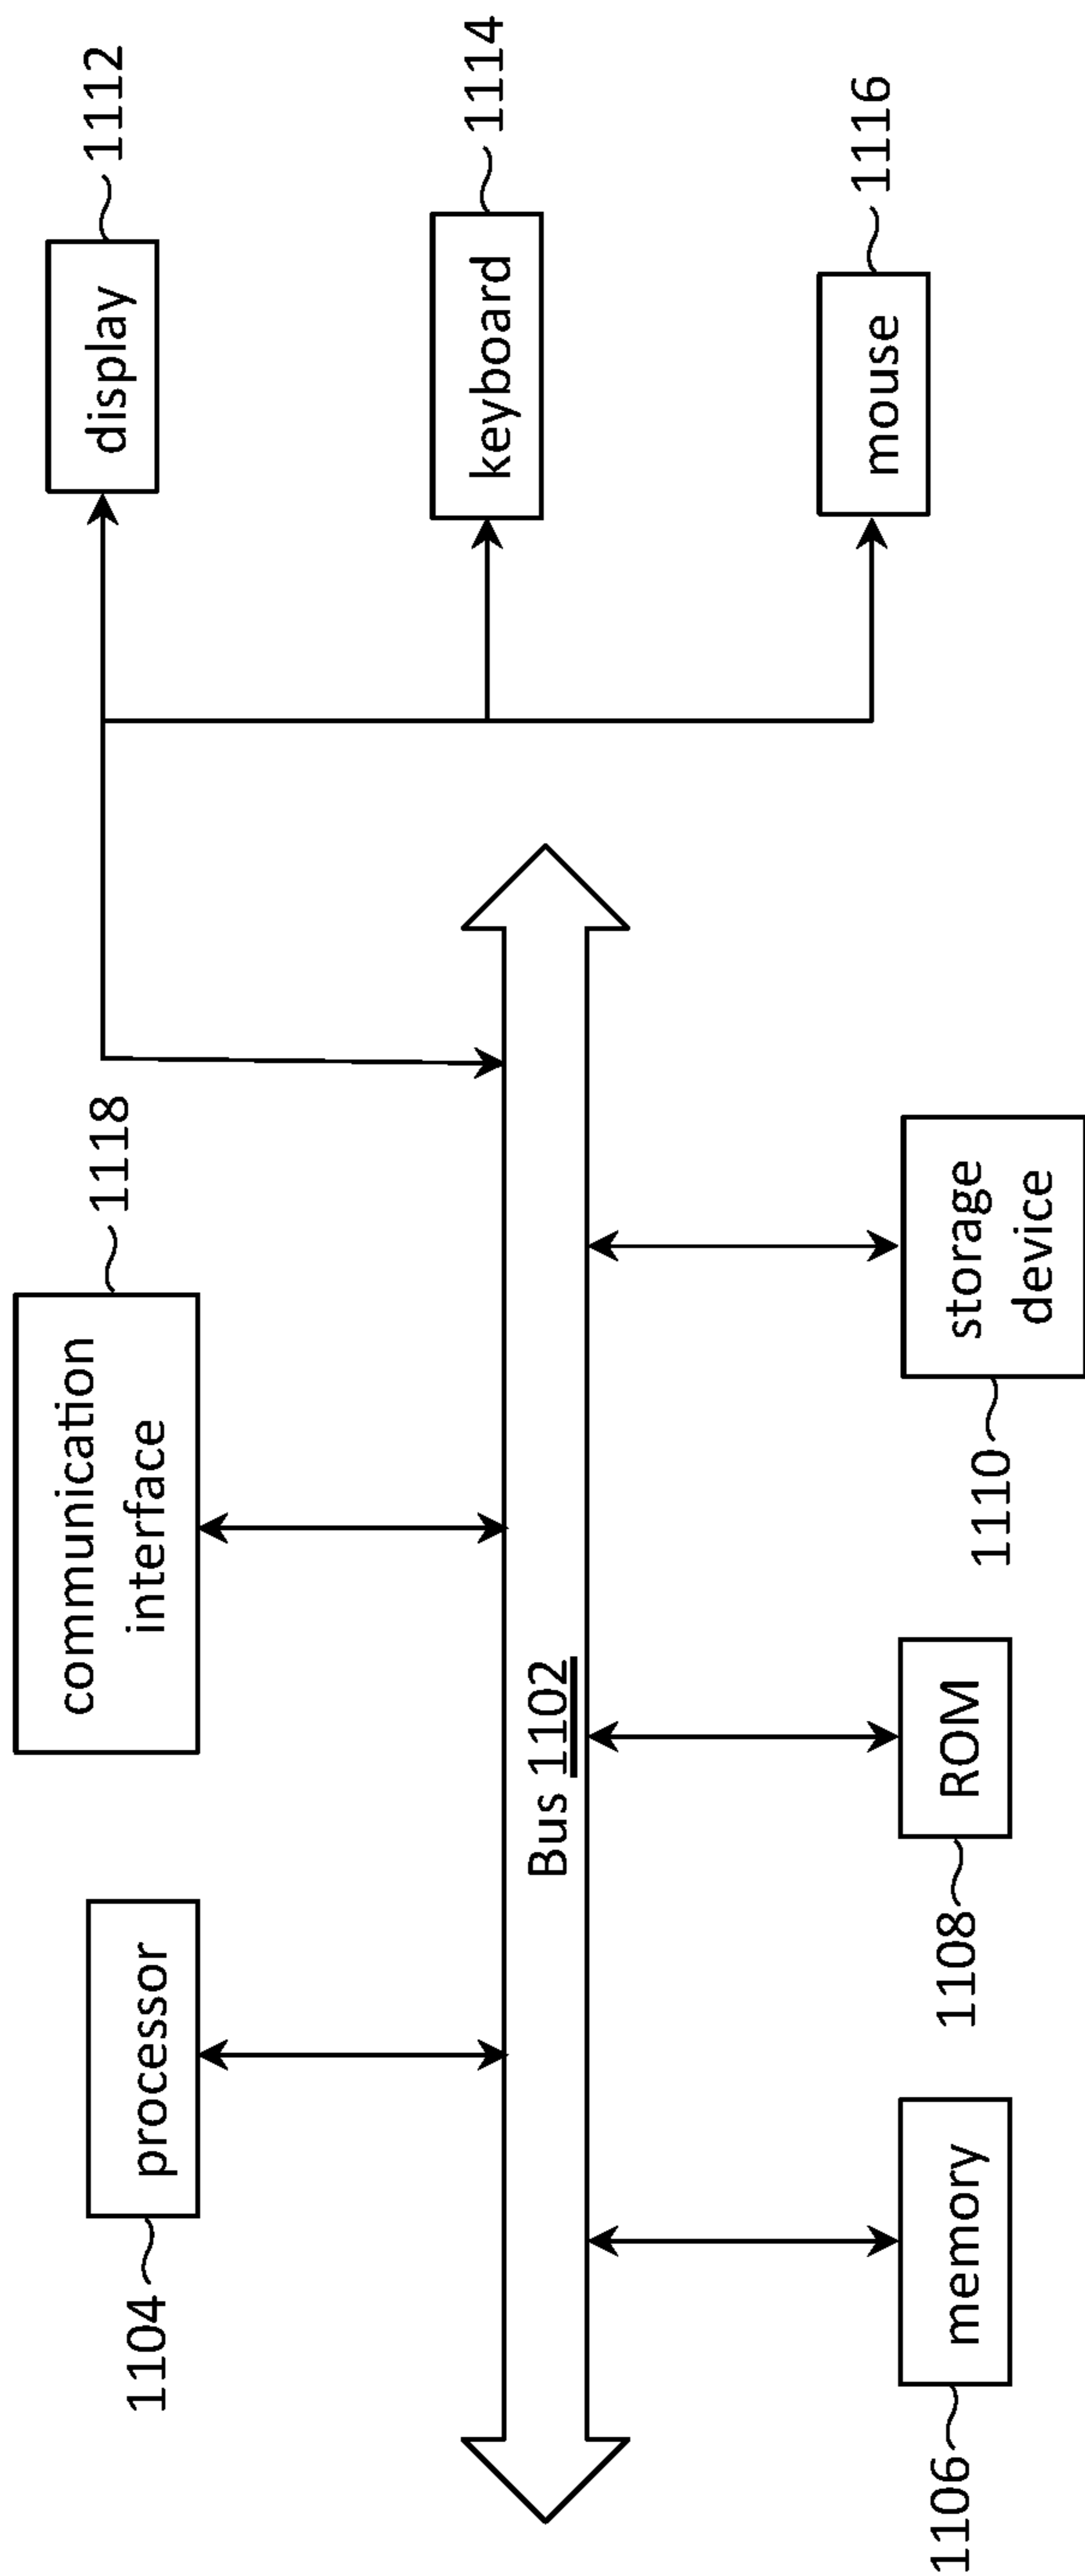 1104
processor
communication
interface
1118
display
1112
keyboard
1114
mouse
1116
Bus 1102
1106
memory
1108
ROM
1110
storage
device